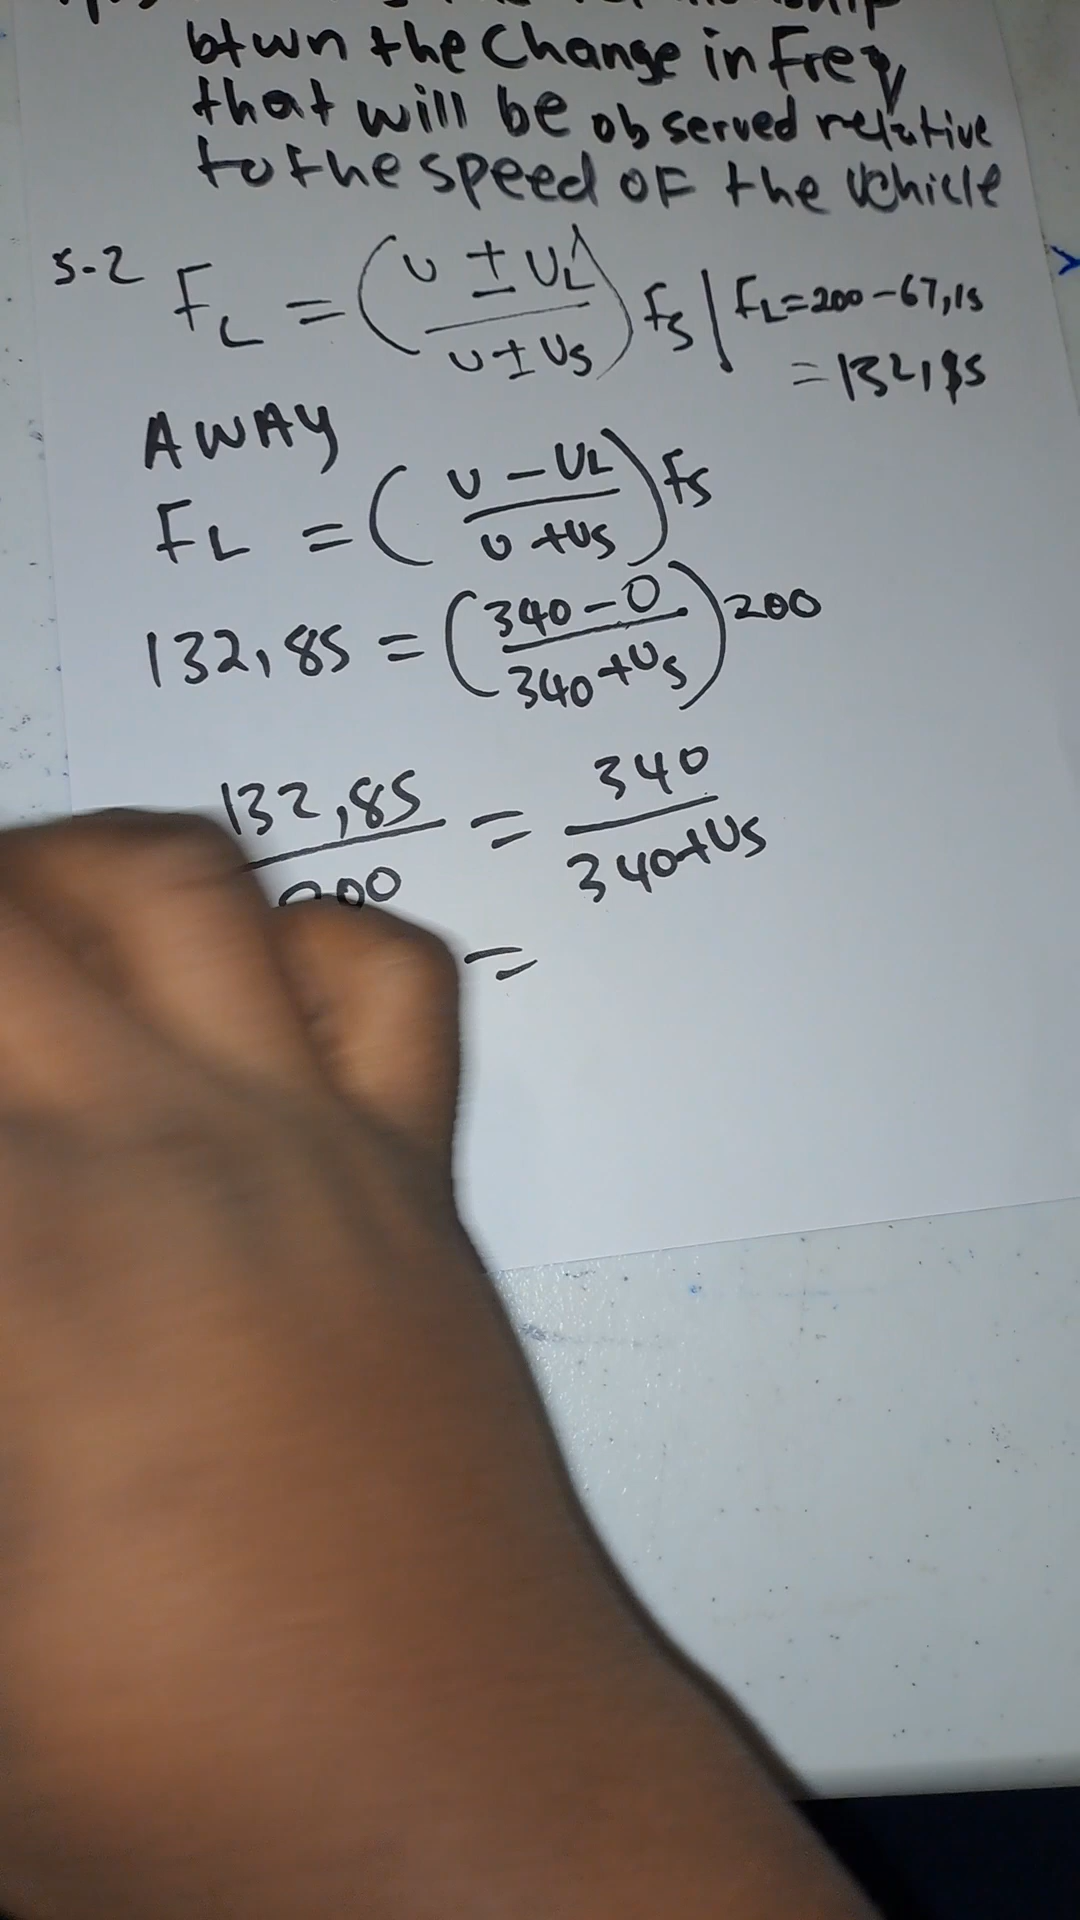 btwn the Change in Freq
that will be observed relative
to the speed of the vehicle
5-2 FL = (v ± vL / v ± vs) fs | FL = 200 - 67,15
= 132,85
AWAY
FL = (v - vL / v + vs) fs
132,85 = (340 - 0 / 340 + vs) 200
132,85 / 200 = 340 / 340 + vs
=